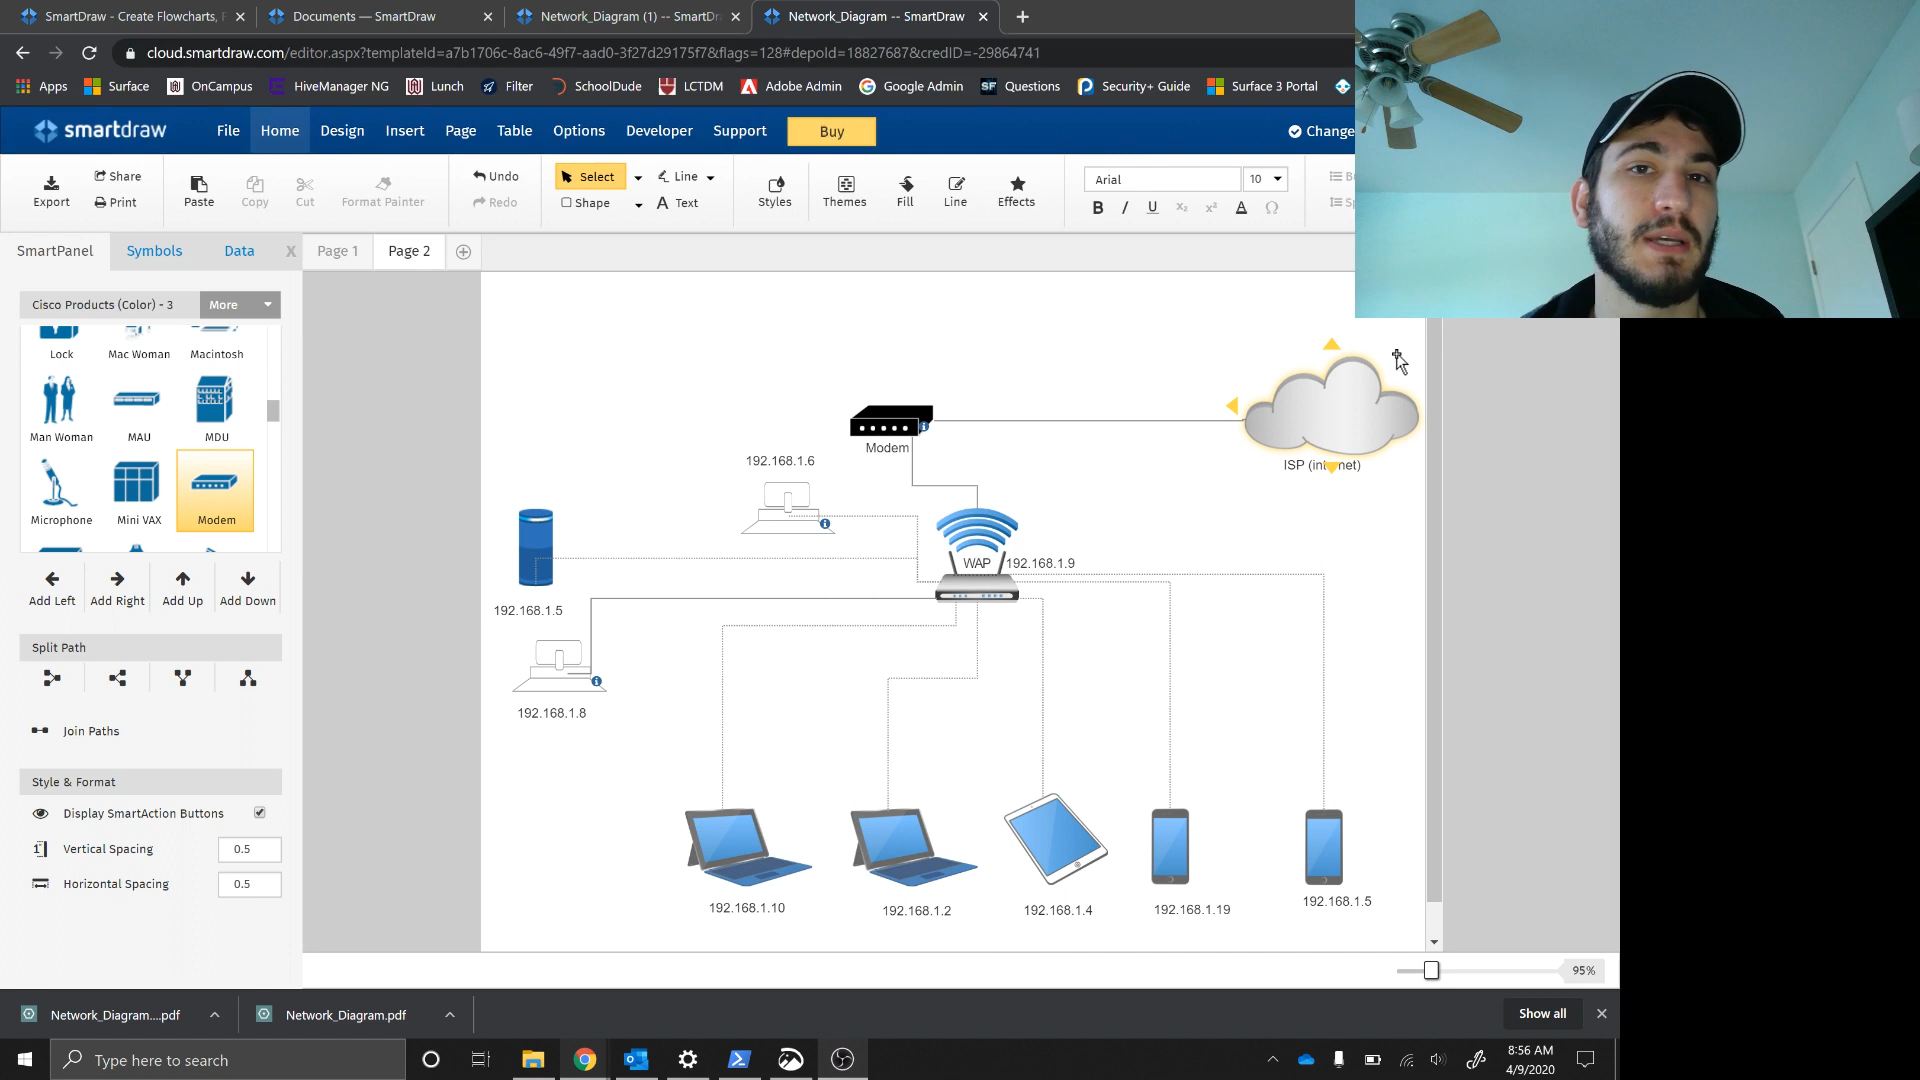 SmartDraw - Create Flowcharts, F
Documents — SmartDraw
Network_Diagram (1) -- SmartDr
Network_Diagram -- SmartDraw
cloud.smartdraw.com/editor.aspx?templateId=a7b1706c-8ac6-49f7-aad0-3f27d29175f7&flags=128#depoId=18827687&credID=-29864741
Apps
Surface
OnCampus
HiveManager NG
Lunch
Filter
SchoolDude
LCTDM
Adobe Admin
Google Admin
SF Questions
Security+ Guide
Surface 3 Portal
smartdraw
File
Home
Design
Insert
Page
Table
Options
Developer
Support
Buy
Change
Export
Share
Print
Paste
Copy
Cut
Format Painter
Undo
Redo
Select
Shape
Line
A Text
Styles
Themes
Fill
Line
Effects
Arial
10
B I U X₂ X² A Ω
SmartPanel
Symbols
Data
X
Page 1
Page 2
Cisco Products (Color) - 3
More
Lock
Mac Woman
Macintosh
Man Woman
MAU
MDU
Microphone
Mini VAX
Modem
Add Left
Add Right
Add Up
Add Down
Split Path
Join Paths
Style & Format
Display SmartAction Buttons
Vertical Spacing
0.5
Horizontal Spacing
0.5
Modem
192.168.1.6
192.168.1.5
192.168.1.8
WAP
192.168.1.9
192.168.1.10
192.168.1.2
192.168.1.4
192.168.1.19
192.168.1.5
95%
Network_Diagram....pdf
Network_Diagram.pdf
Show all
Type here to search
8:56 AM
4/9/2020